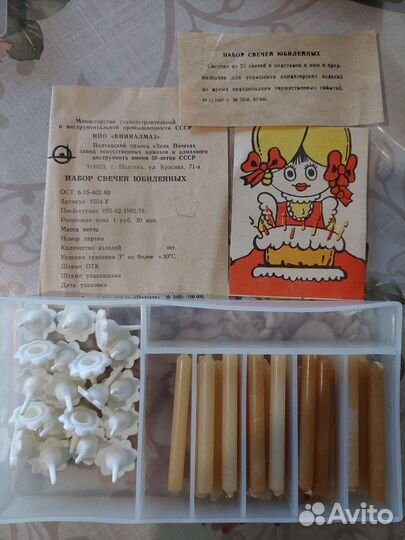 НАБОР СВЕЧЕЙ ЮБИЛЕЙНЫХ
Состоит из 25 свечей и подставок к ним и пред-
назначен для украшения кондитерских изделий
во время празднования торжественных событий.
Министерство станкостроительной
и инструментальной промышленности СССР
НПО «ВНИИАЛМАЗ»
Полтавский ордена «Знак Почета»
завод искусственных алмазов и алмазного
инструмента имени 50-летия СССР
314023, г. Полтава, ул. Красина, 71-а.
НАБОР СВЕЧЕЙ ЮБИЛЕЙНЫХ
ОСТ 6-15-402-80
Артикул 1554-У
Прейскурант 095-02-1982/78
Розничная цена 1 руб. 30 коп.
Масса нетто
Номер партии
Количество изделий шт.
Условия хранения Т° не более +30°С
Штамп ОТК
Штамп упаковщика
Дата упаковки
Avito